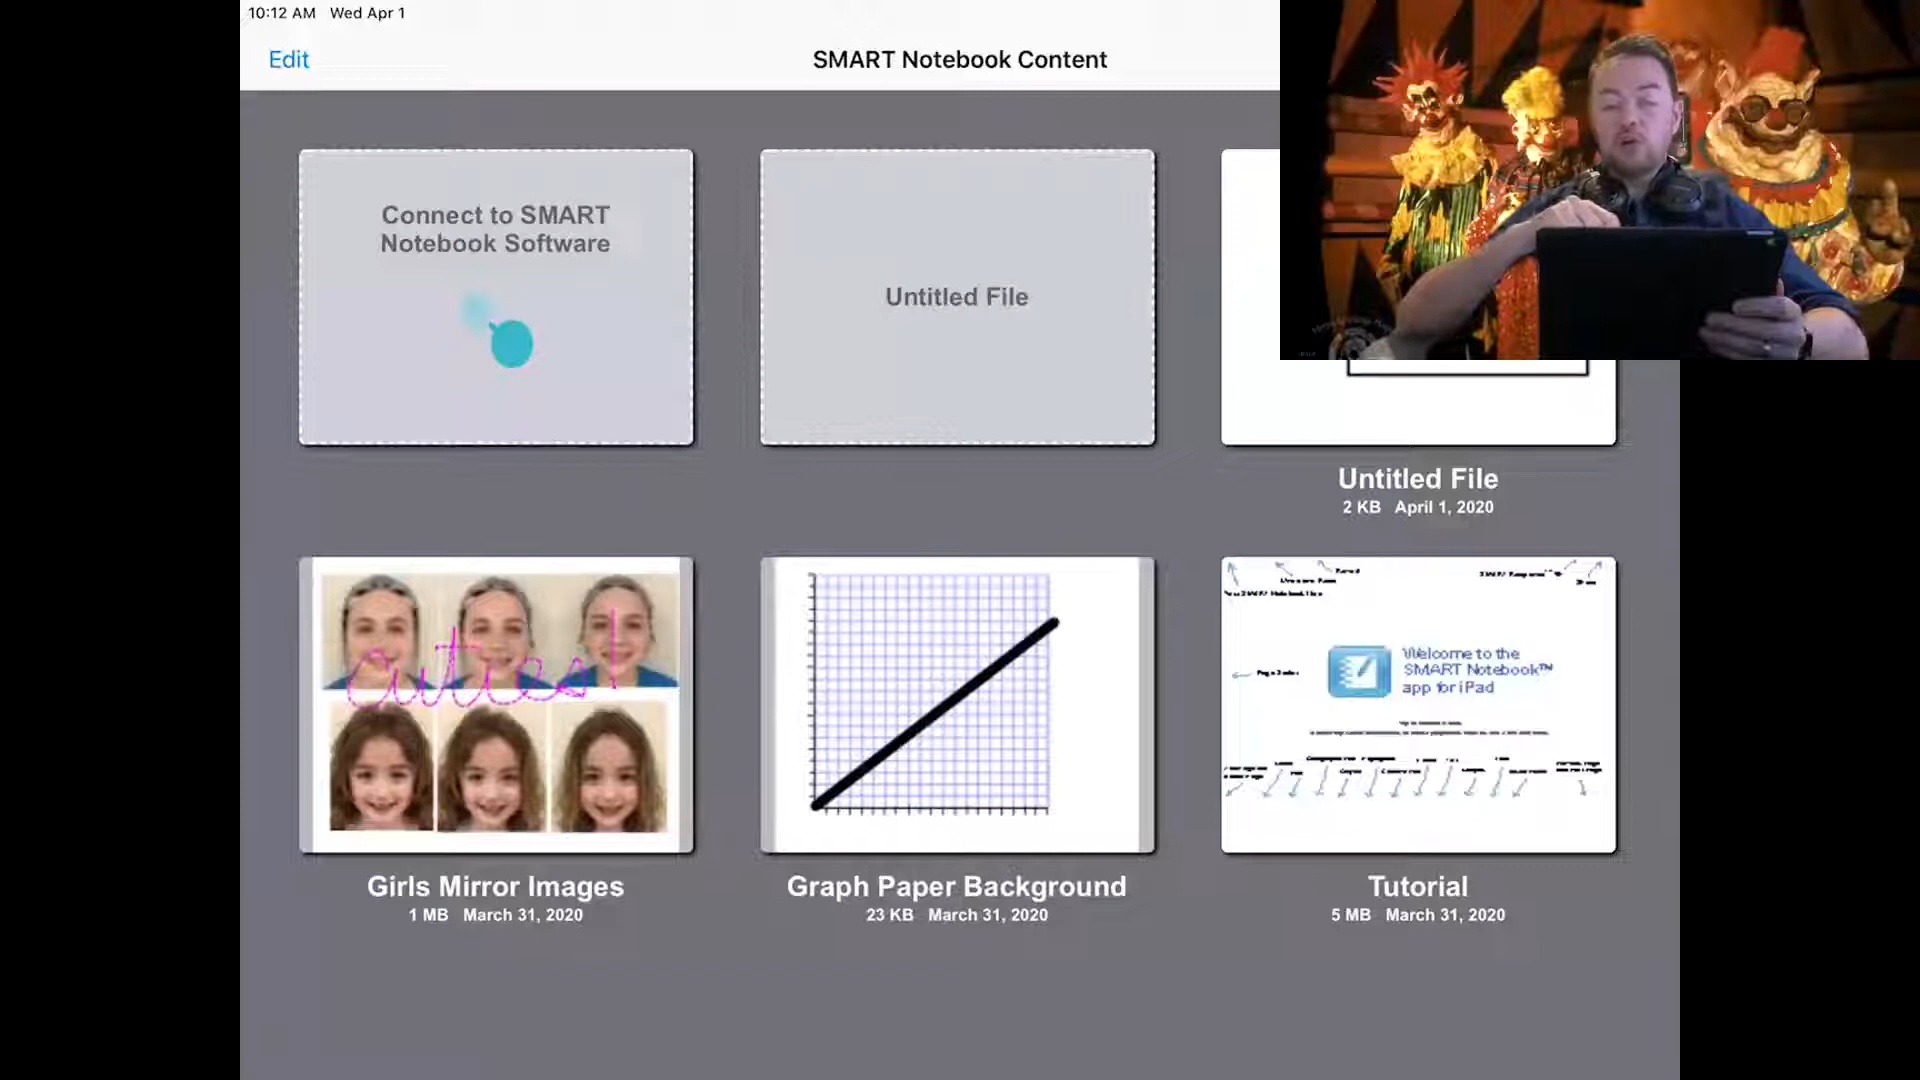 10:12 AM Wed Apr 1
Edit
SMART Notebook Content
Connect to SMART
Notebook Software
Untitled File
Untitled File
2 KB April 1, 2020
cuties!
Welcome to the
SMART Notebook™
app for iPad
Girls Mirror Images
1 MB March 31, 2020
Graph Paper Background
23 KB March 31, 2020
Tutorial
5 MB March 31, 2020